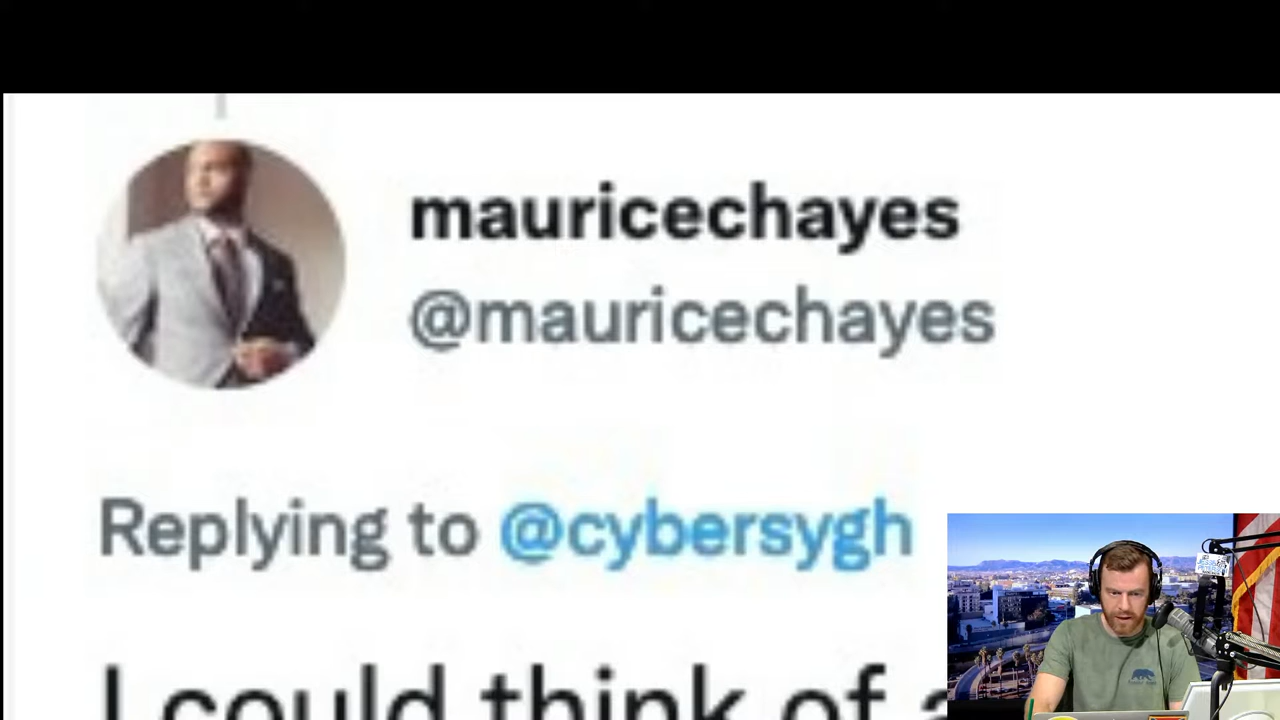 mauricechayes
@mauricechayes
Replying to @cybersygh
I could think of